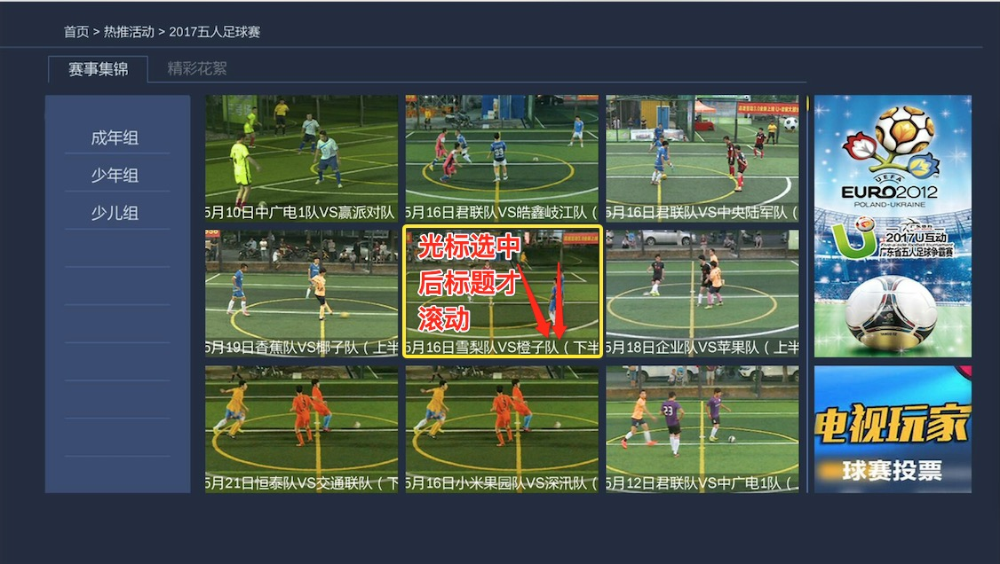 首页 > 热推活动 > 2017五人足球赛
赛事集锦
精彩花絮
成年组
少年组
少儿组
5月10日中广电1队VS赢派对队
5月16日君联队VS皓鑫岐江队（
5月16日君联队VS中央陆军队（
光标选中
后标题才
滚动
5月19日香蕉队VS椰子队（上半
5月16日雪梨队VS橙子队（下半
5月18日企业队VS苹果队（上半
5月21日恒泰队VS交通联队（下
5月16日小米果园队VS深汛队（
5月12日君联队VS中广电1队（
UEFA
EURO2012
POLAND-UKRAINE
2017U互动
Five-a-side football tournament
广东省五人足球争霸赛
电视玩家
球赛投票